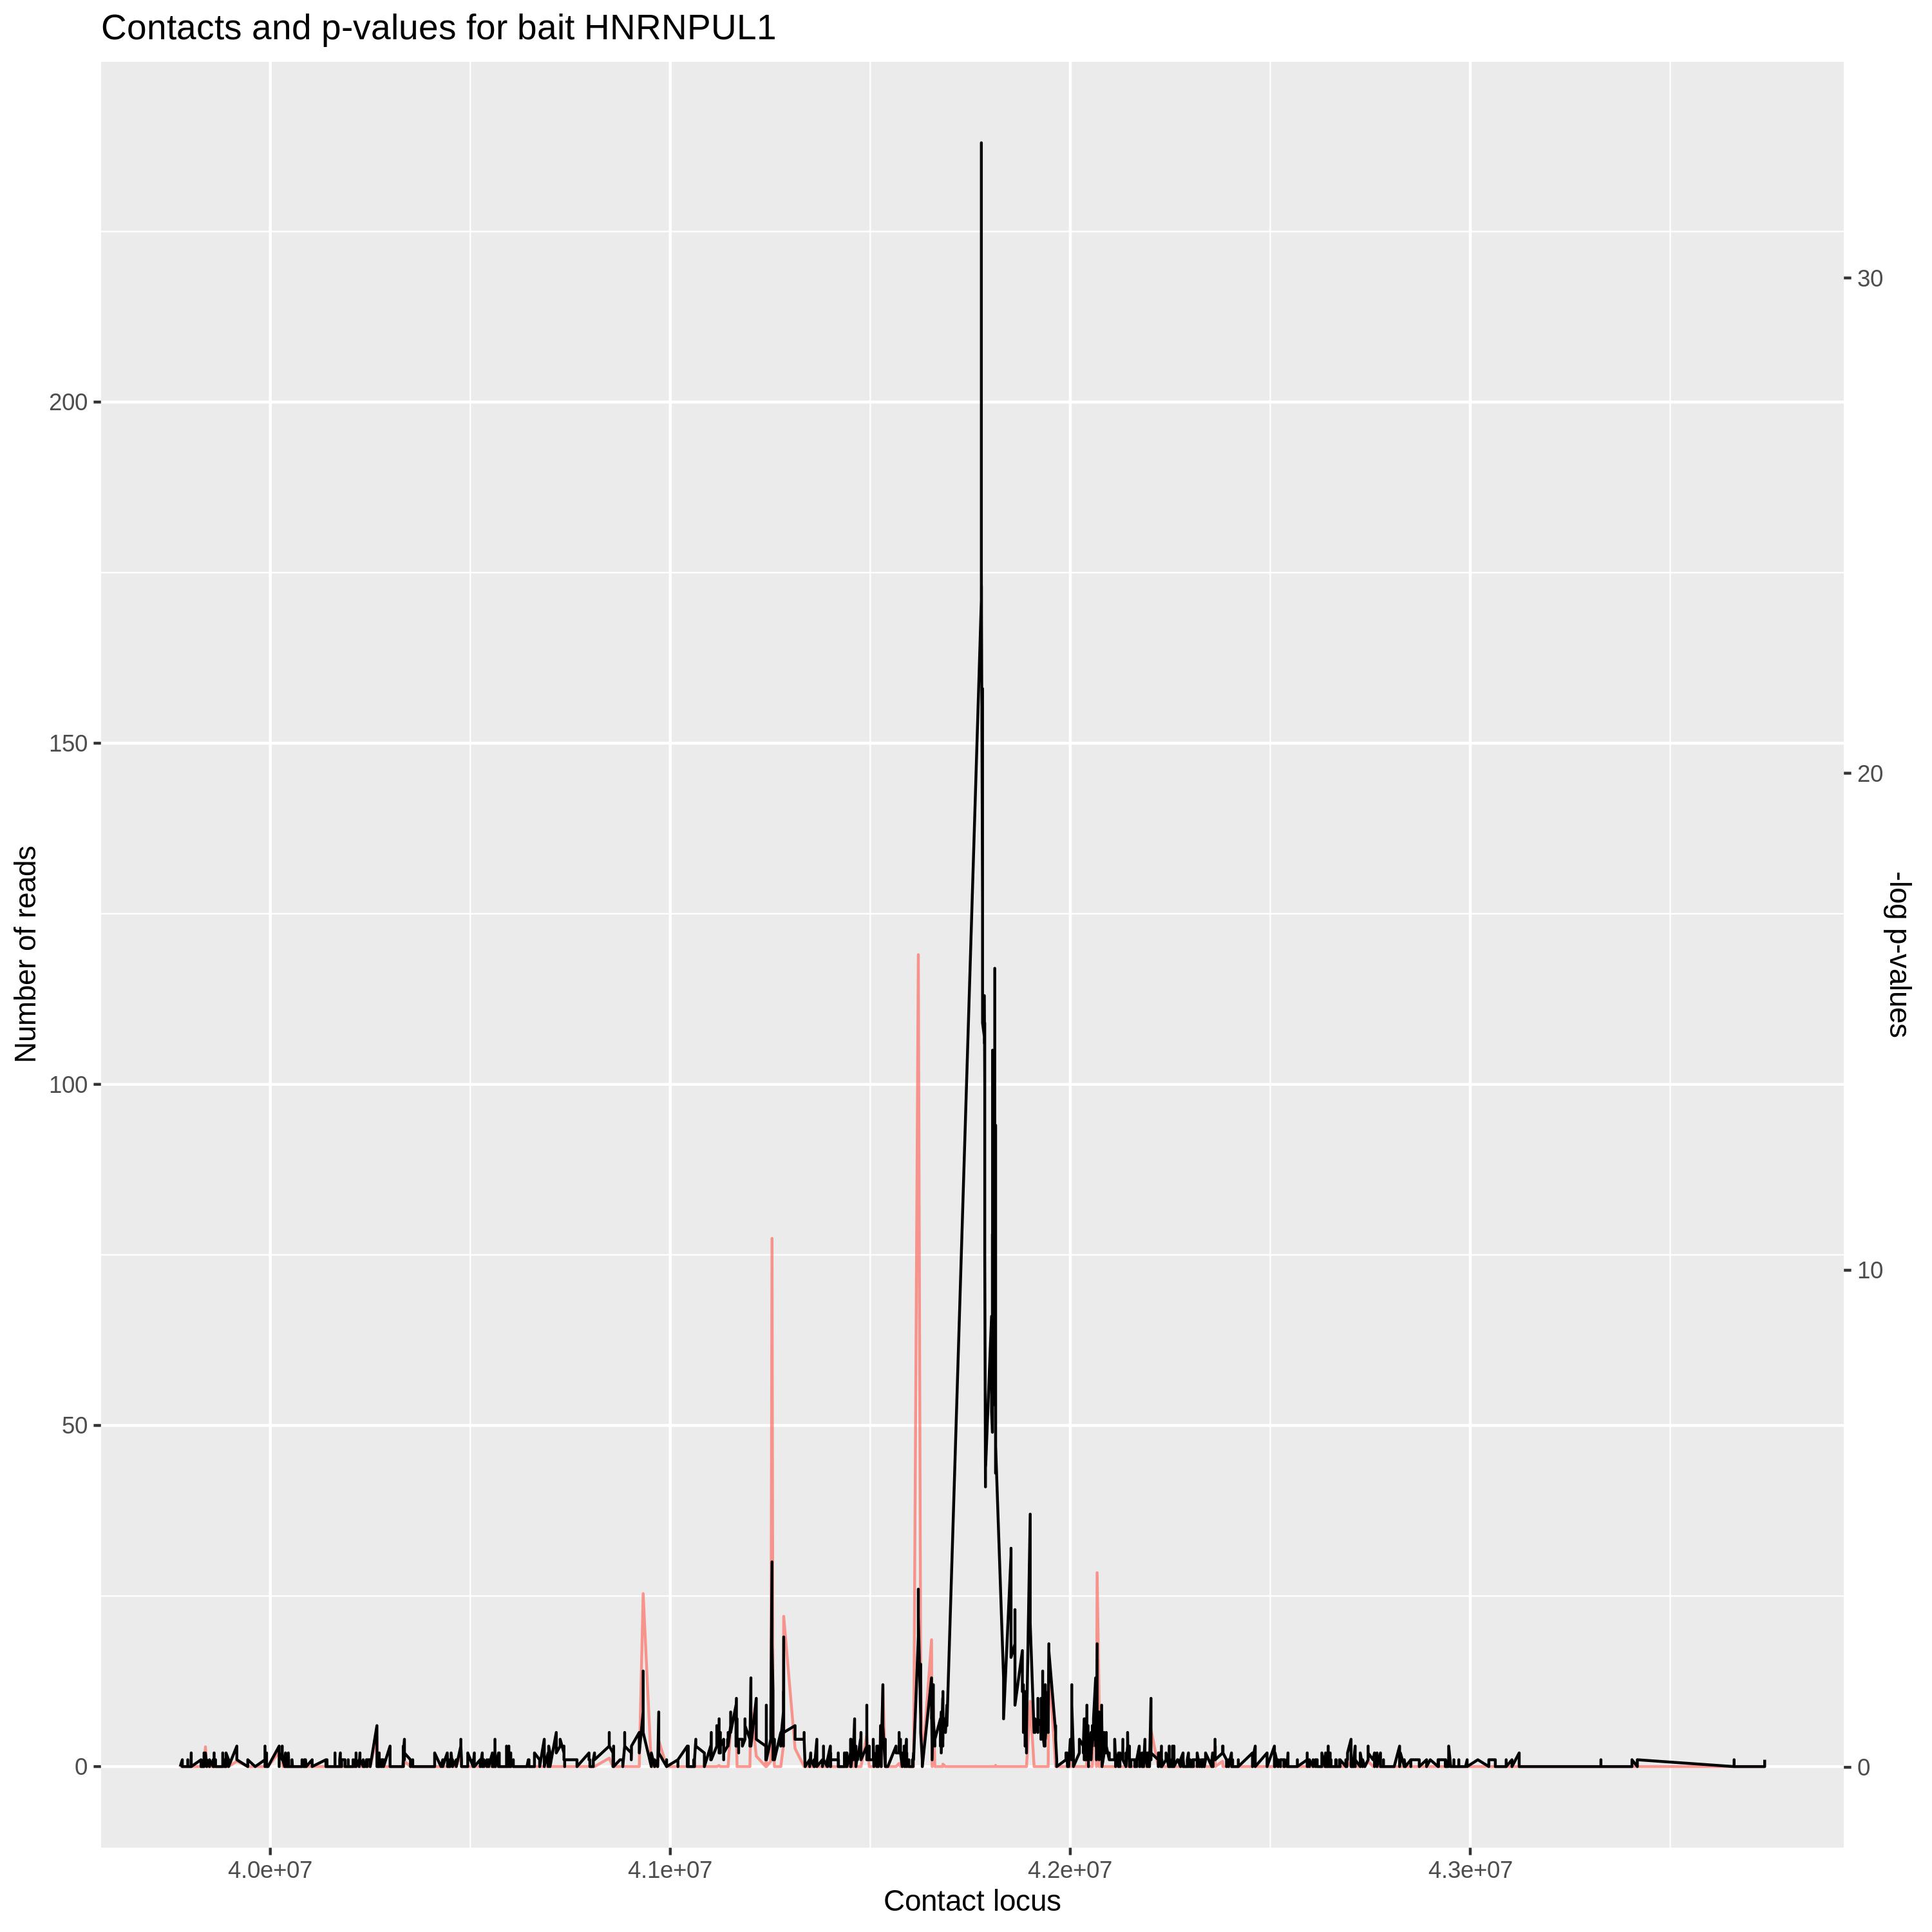 Contacts and p-values for bait HNRNPUL1
Number of reads
200
150
100
50
0
30
20
10
0
-log p-values
4.0e+07
4.1e+07
4.2e+07
4.3e+07
Contact locus